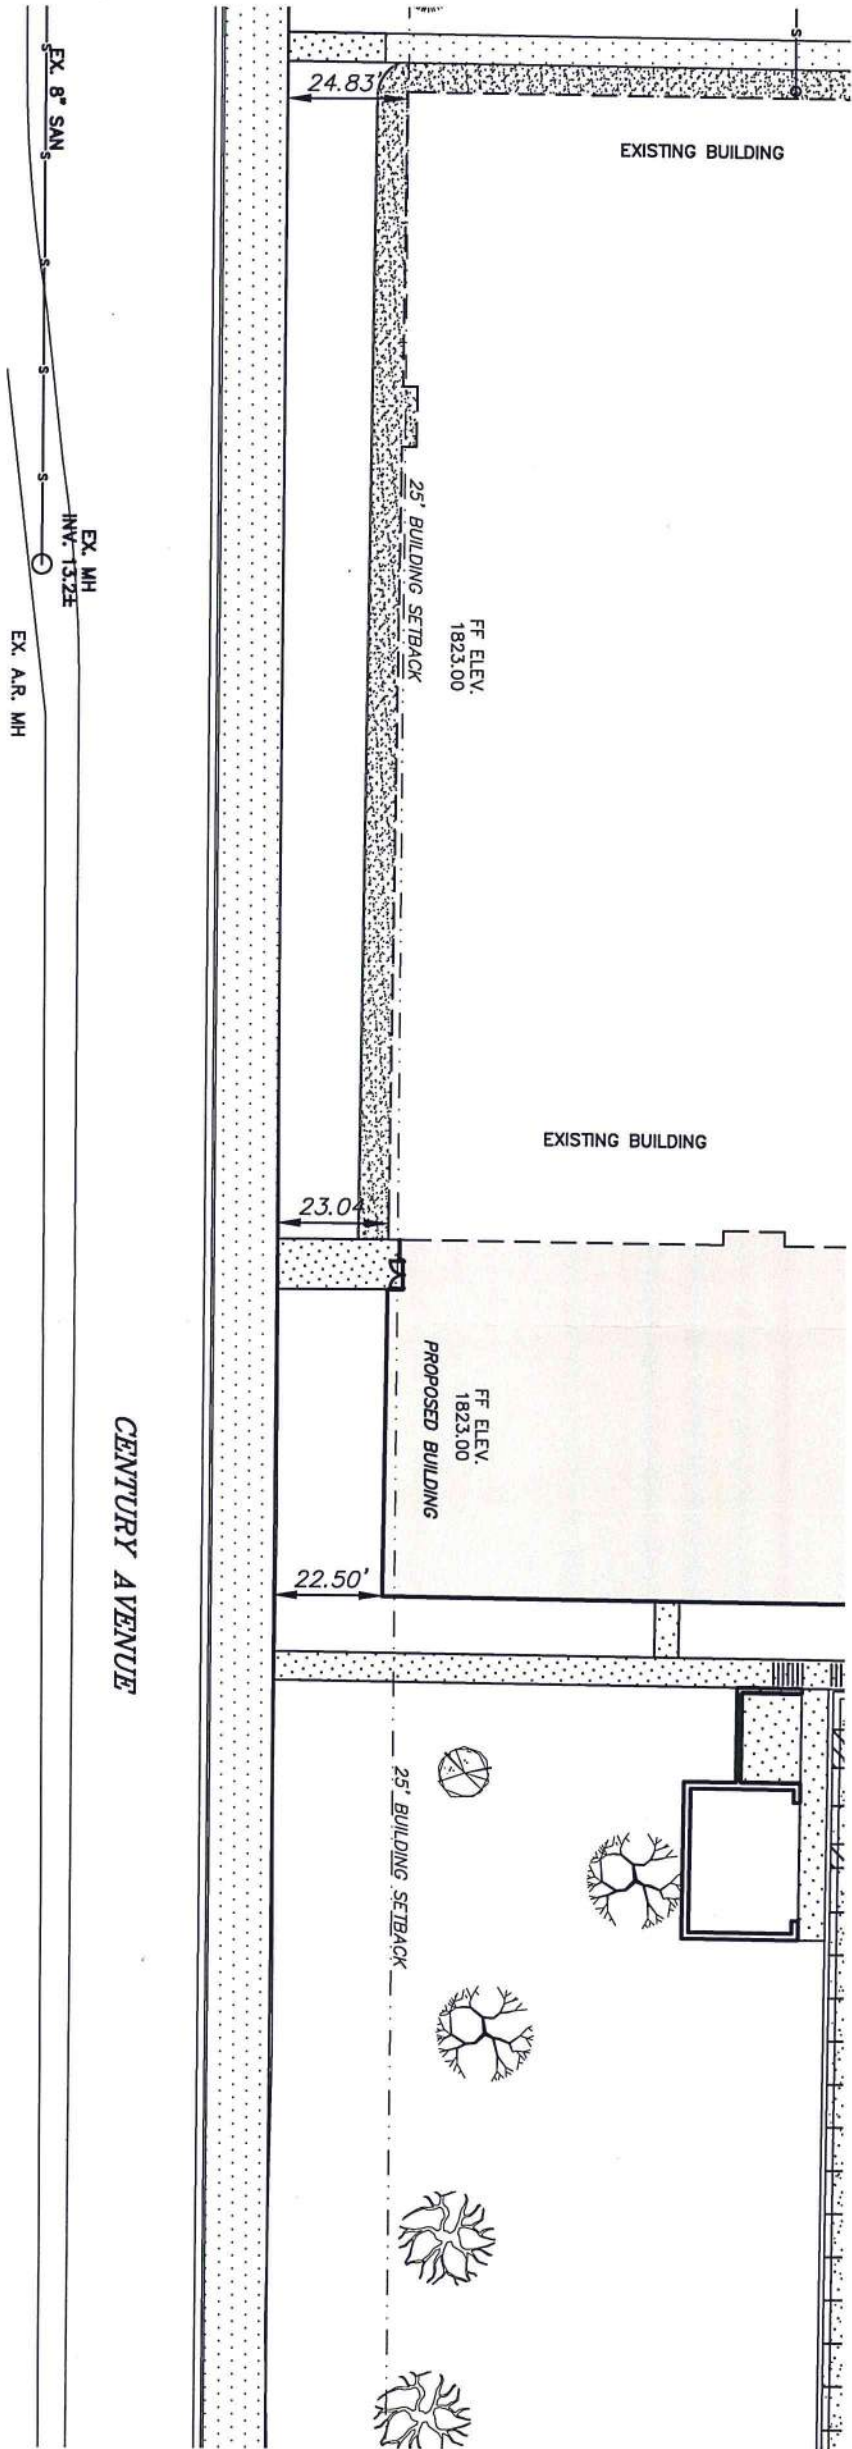 24.83'
EXISTING BUILDING
S
EX. 8" SAN
S
S
S
S
S
EX. MH
INV. 13.2±
EX. A.R. MH
25' BUILDING SETBACK
FF ELEV.
1823.00
EXISTING BUILDING
23.04
FF ELEV.
1823.00
PROPOSED BUILDING
22.50'
CENTURY AVENUE
25' BUILDING SETBACK